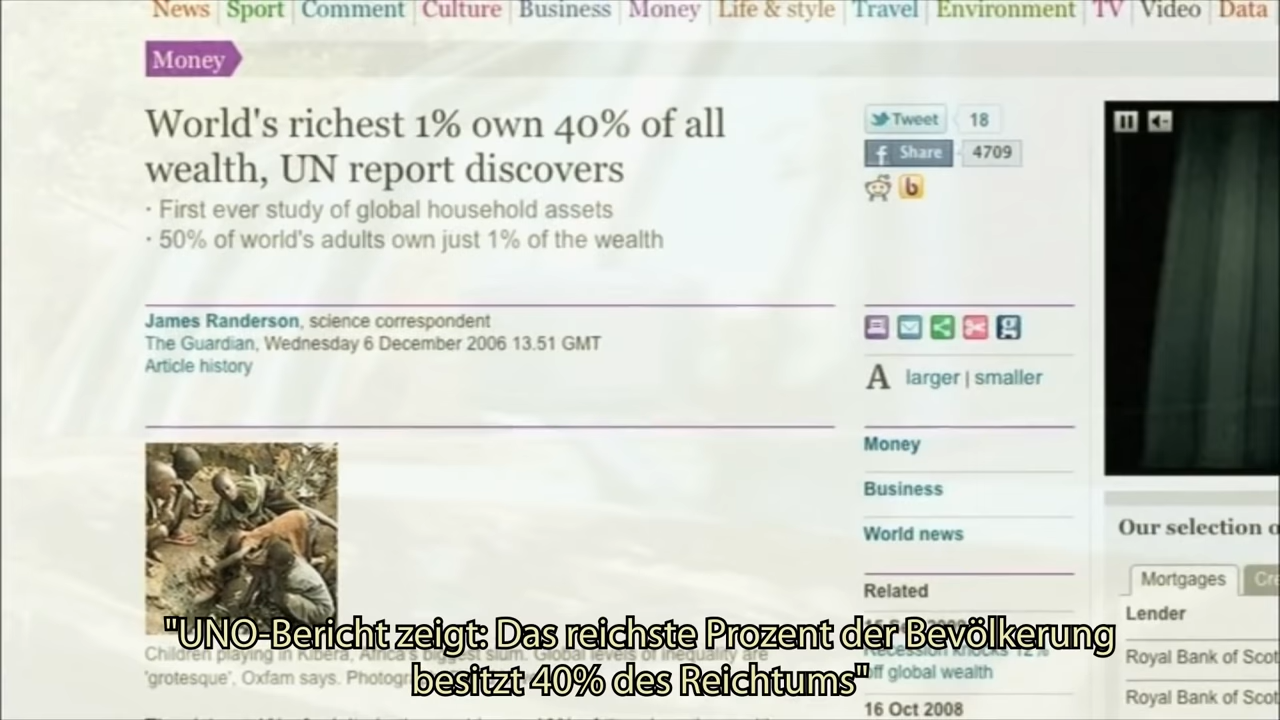 News Sport Comment Culture Business Money Life & style Travel Environment TV Video Data
Money
World's richest 1% own 40% of all
wealth, UN report discovers
· First ever study of global household assets
· 50% of world's adults own just 1% of the wealth
James Randerson, science correspondent
The Guardian, Wednesday 6 December 2006 13.51 GMT
Article history
Tweet 18
f Share 4709
b
g
A larger | smaller
Money
Business
World news
Related
Recession knocks 12%
off global wealth
16 Oct 2008
Our selection o
Mortgages
Lender
Royal Bank of Scot
Royal Bank of Scot
Children playing in Kibera, Africa's biggest slum. Global levels of inequality are
'grotesque', Oxfam says. Photogr
"UNO-Bericht zeigt: Das reichste Prozent der Bevölkerung
besitzt 40% des Reichtums"